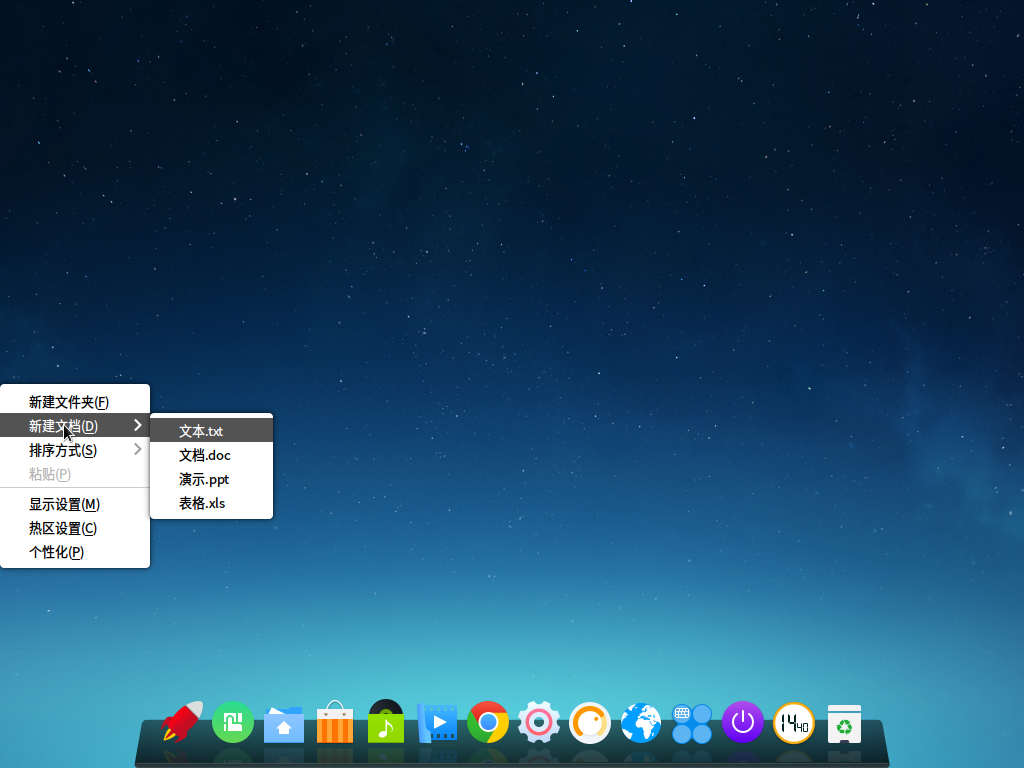 新建文件夹(F)
新建文档(D)
排序方式(S)
粘贴(P)
显示设置(M)
热区设置(C)
个性化(P)
文本.txt
文档.doc
演示.ppt
表格.xls
14 40